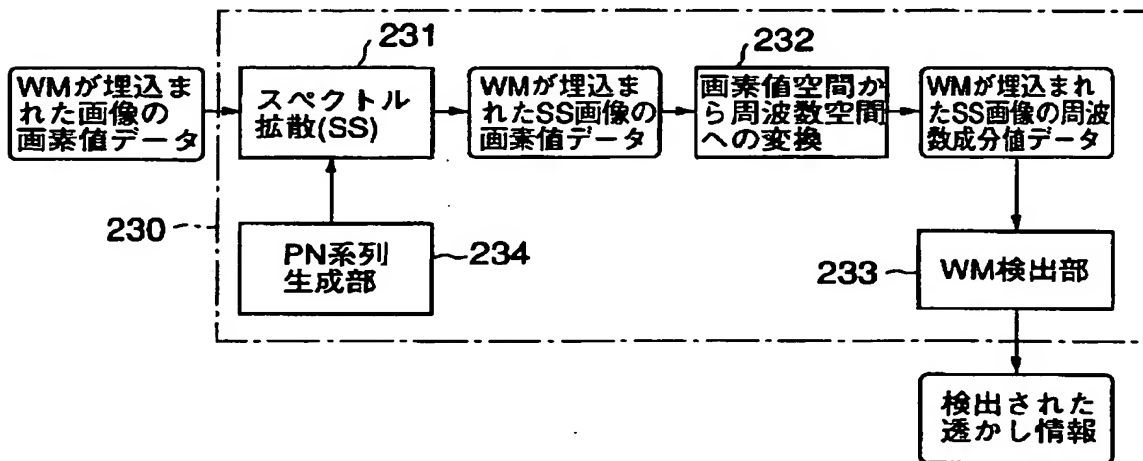 231
232
WMが埋込ま
れた画像の
画素値データ
スペクトル
拡散(SS)
WMが埋込ま
れたSS画像の
画素値データ
画素値空間か
ら周波数空間
への変換
WMが埋込まれ
たSS画像の周波
数成分値データ
230
PN系列
生成部
234
233
WM検出部
検出された
透かし情報